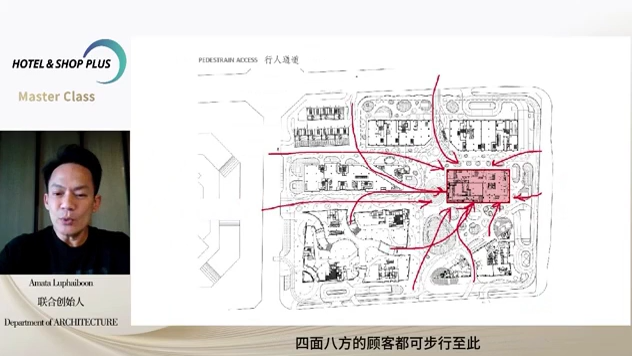 HOTEL & SHOP PLUS
Master Class
PEDESTRAIN ACCESS 行人通道
Amata Luphaiboon
联合创始人
Department of ARCHITECTURE
四面八方的顾客都可步行至此